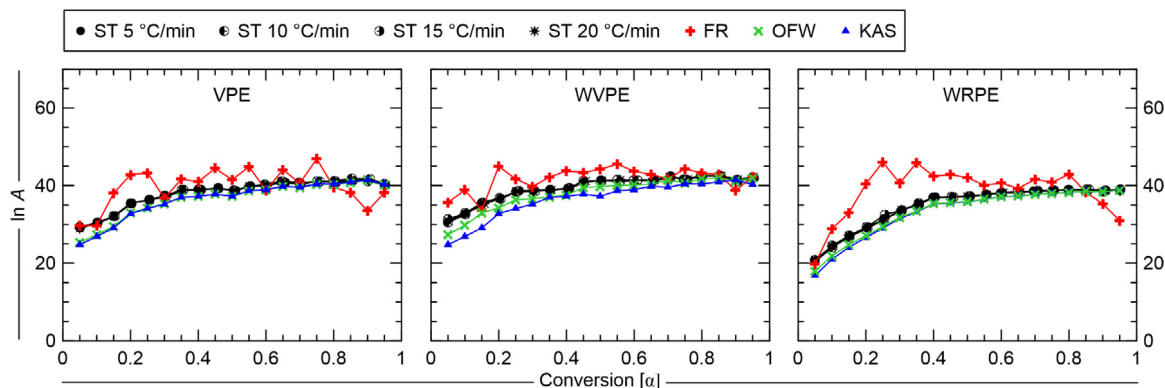 ST 5 °C/min ST 10 °C/min ST 15 °C/min ST 20 °C/min FR OFW KAS
VPE WVPE WRPE
60 60
40 40
20 20
0 0
ln A
0 0.2 0.4 0.6 0.8 1 0 0.2 0.4 0.6 0.8 1 0 0.2 0.4 0.6 0.8 1
Conversion [α]